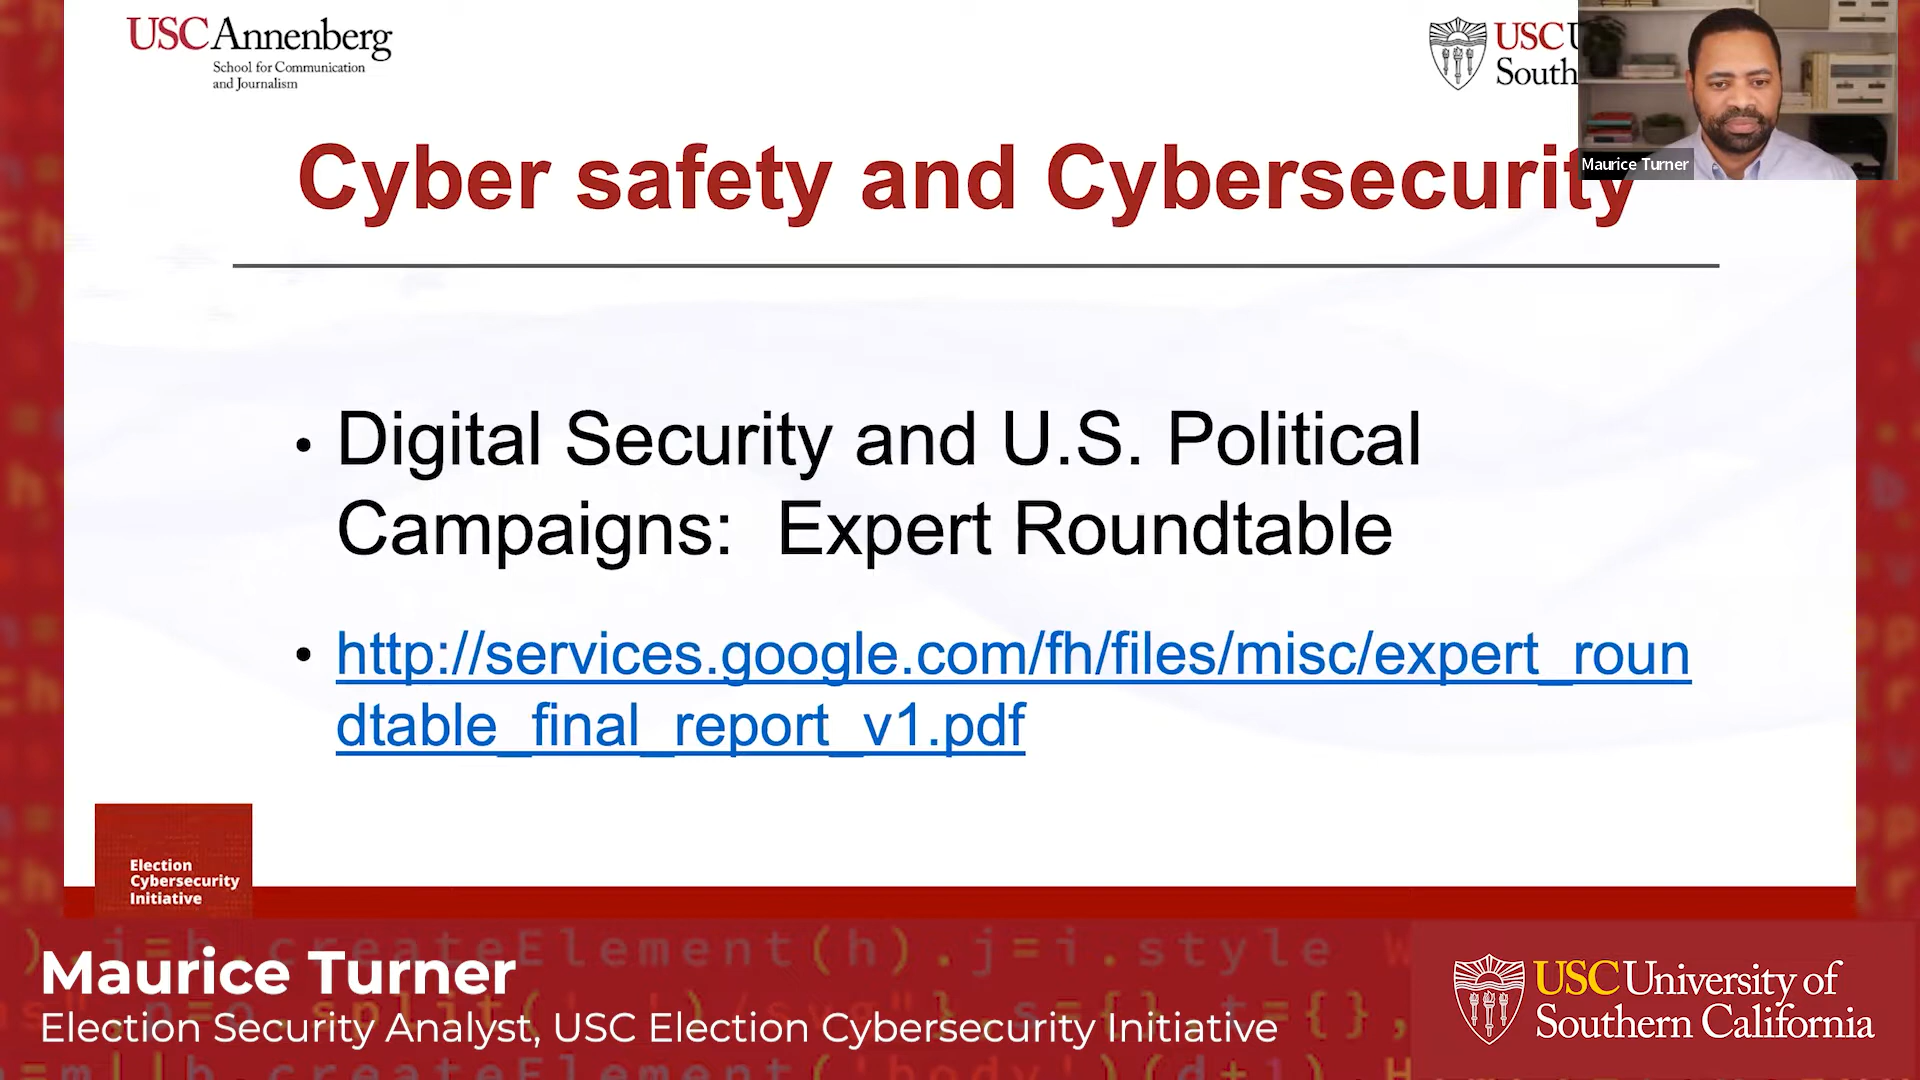 USC Annenberg
School for Communication
and Journalism
USC
South
Maurice Turner
Cyber safety and Cybersecurity
• Digital Security and U.S. Political
Campaigns: Expert Roundtable
• http://services.google.com/fh/files/misc/expert_roun
dtable_final_report_v1.pdf
Election
Cybersecurity
Initiative
Maurice Turner
Election Security Analyst, USC Election Cybersecurity Initiative
USC University of
Southern California